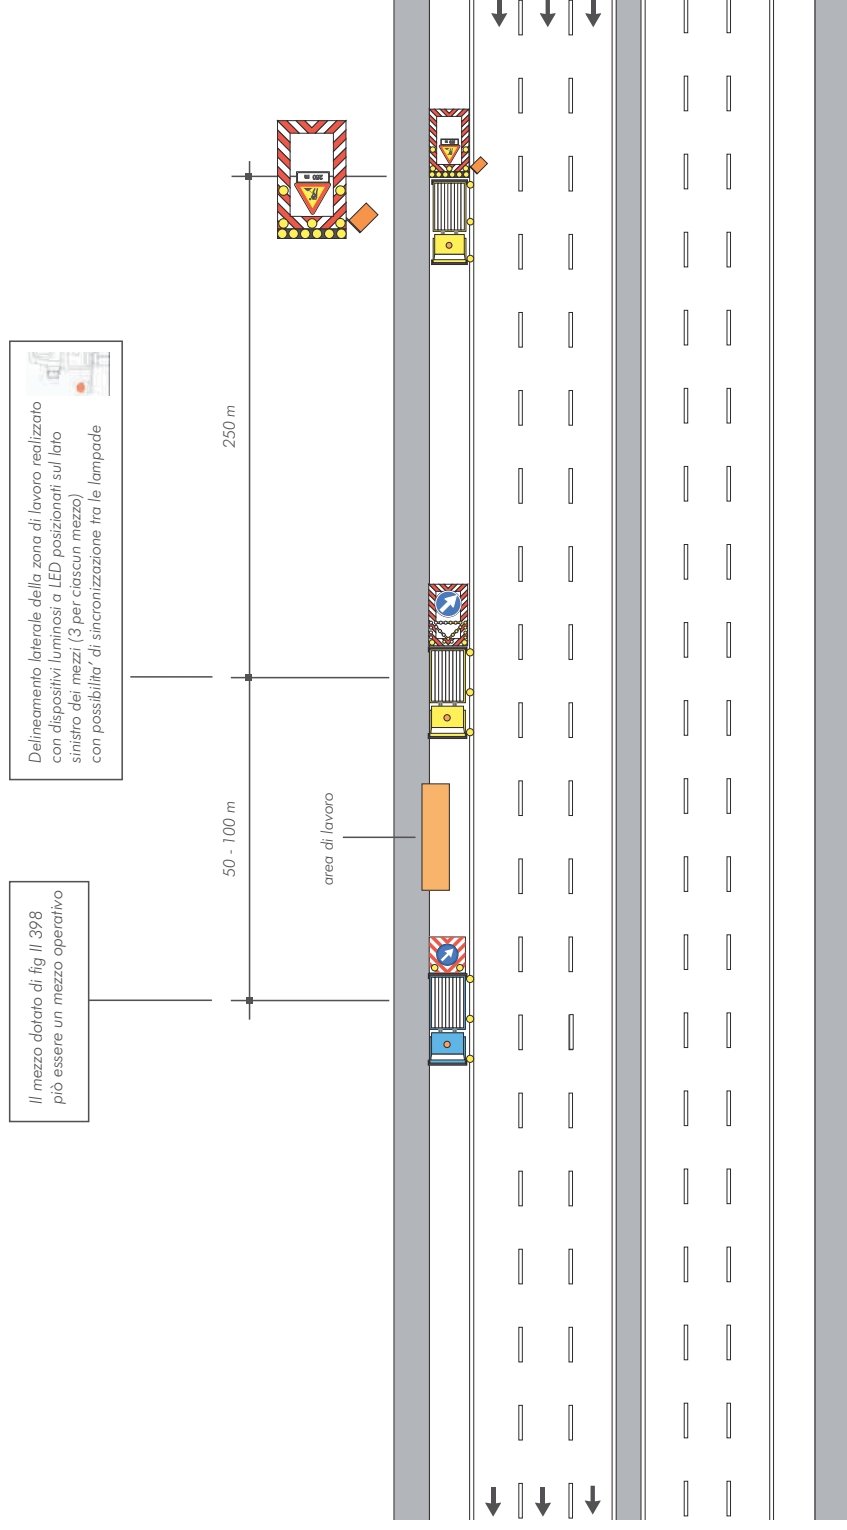 Delineamento laterale della zona di lavoro realizzato
con dispositivi luminosi a LED posizionati sul lato
sinistro dei mezzi (3 per ciascun mezzo)
con possibilita' di sincronizzazione tra le lampade
Il mezzo dotato di fig II 398
piò essere un mezzo operativo
250 m
50 - 100 m
area di lavoro
250 m